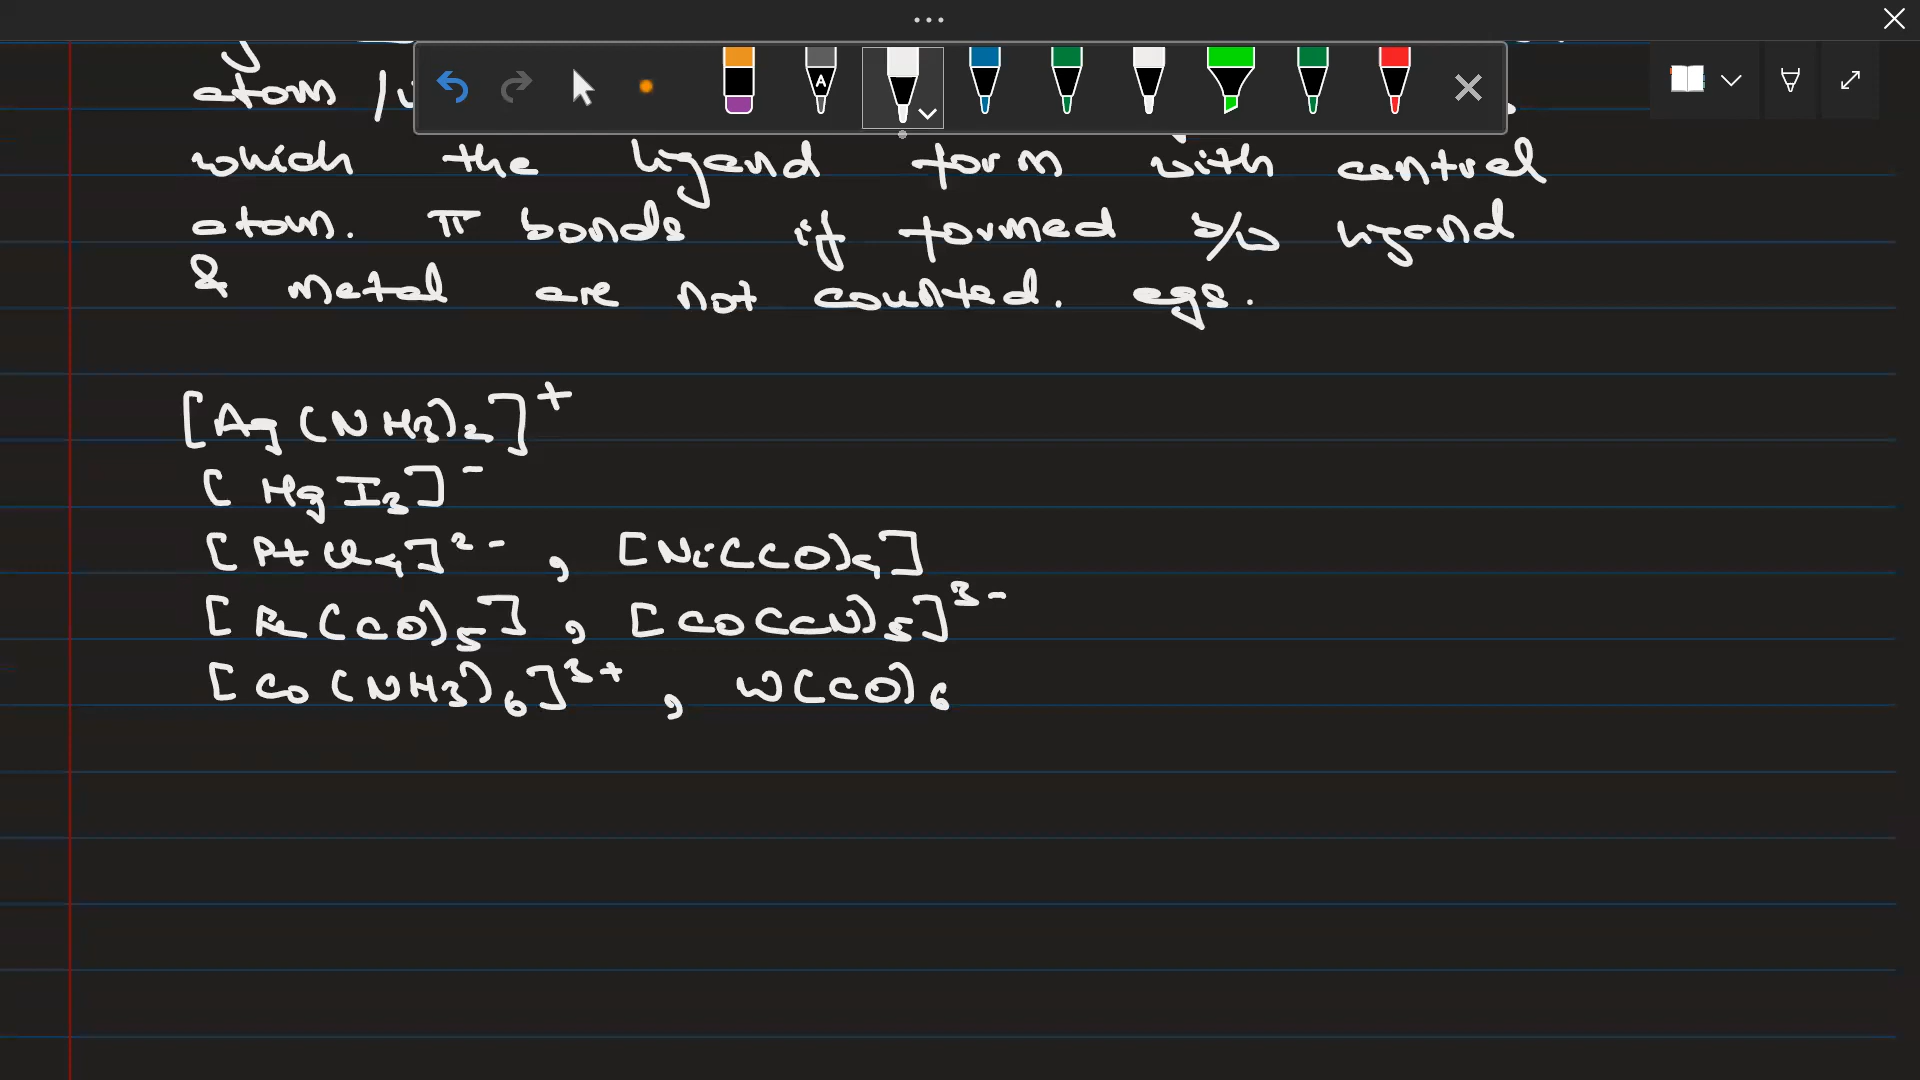 atom /
which the ligand form with central
atom. π bonds if formed b/w ligand
& metal are not counted. egs.
[Ag(NH3)2]+
[HgI3]-
[PtCl4]2-, [Ni(CO)4]
[Fe(CO)5], [Co(CN)5]3-
[Co(NH3)6]3+, W(CO)6